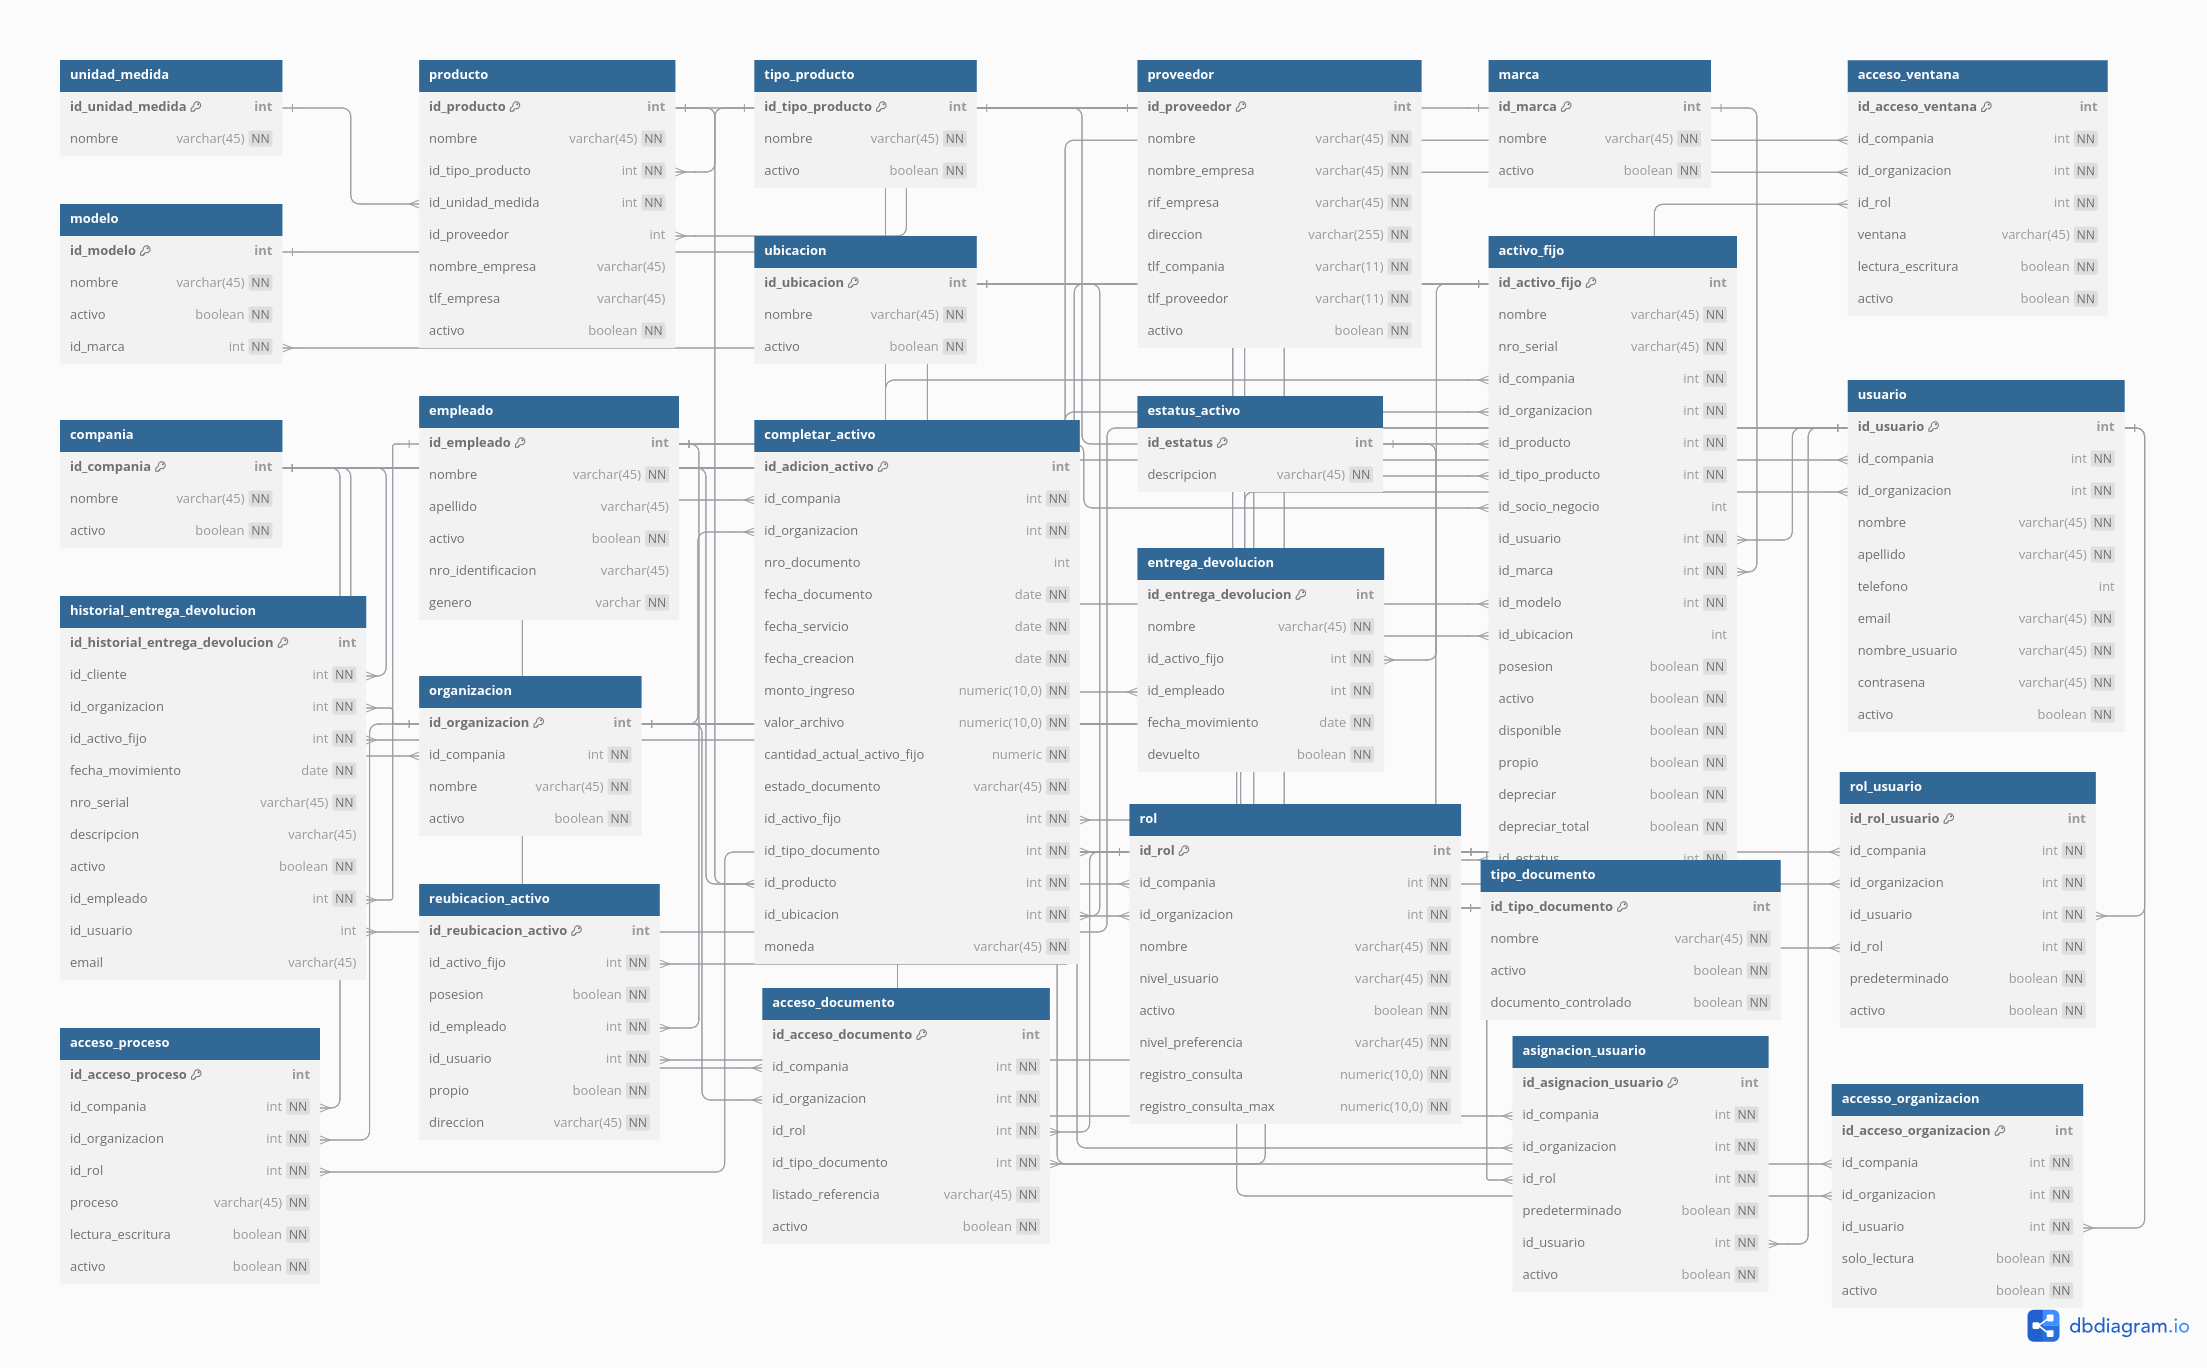 unidad_medida
id_unidad_medida int
nombre varchar(45) NN
modelo
id_modelo int
nombre varchar(45) NN
activo boolean NN
id_marca int NN
compania
id_compania int
nombre varchar(45) NN
activo boolean NN
historial_entrega_devolucion
id_historial_entrega_devolucion int
id_cliente int NN
id_organizacion int NN
id_activo_fijo int NN
fecha_movimiento date NN
nro_serial varchar(45) NN
descripcion varchar(45)
activo boolean NN
id_empleado int NN
id_usuario int
email varchar(45)
acceso_proceso
id_acceso_proceso int
id_compania int NN
id_organizacion int NN
id_rol int NN
proceso varchar(45) NN
lectura_escritura boolean NN
activo boolean NN
producto
id_producto int
nombre varchar(45) NN
id_tipo_producto int NN
id_unidad_medida int NN
id_proveedor int
nombre_empresa varchar(45)
tlf_empresa varchar(45)
activo boolean NN
empleado
id_empleado int
nombre varchar(45) NN
apellido varchar(45)
activo boolean NN
nro_identificacion varchar(45)
genero varchar NN
organizacion
id_organizacion int
id_compania int NN
nombre varchar(45) NN
activo boolean NN
reubicacion_activo
id_reubicacion_activo int
id_activo_fijo int NN
posesion boolean NN
id_empleado int NN
id_usuario int NN
propio boolean NN
direccion varchar(45) NN
tipo_producto
id_tipo_producto int
nombre varchar(45) NN
activo boolean NN
ubicacion
id_ubicacion int
nombre varchar(45) NN
activo boolean NN
completar_activo
id_adicion_activo int
id_compania int NN
id_organizacion int NN
nro_documento int
fecha_documento date NN
fecha_servicio date NN
fecha_creacion date NN
monto_ingreso numeric(10,0) NN
valor_archivo numeric(10,0) NN
cantidad_actual_activo_fijo numeric NN
estado_documento varchar(45) NN
id_activo_fijo int NN
id_tipo_documento int NN
id_producto int NN
id_ubicacion int NN
moneda varchar(45) NN
acceso_documento
id_acceso_documento int
id_compania int NN
id_organizacion int NN
id_rol int NN
id_tipo_documento int NN
listado_referencia varchar(45) NN
activo boolean NN
proveedor
id_proveedor int
nombre varchar(45) NN
nombre_empresa varchar(45) NN
rif_empresa varchar(45) NN
direccion varchar(255) NN
tlf_compania varchar(11) NN
tlf_proveedor varchar(11) NN
activo boolean NN
estatus_activo
id_estatus int
descripcion varchar(45) NN
entrega_devolucion
id_entrega_devolucion int
nombre varchar(45) NN
id_activo_fijo int NN
id_empleado int NN
fecha_movimiento date NN
devuelto boolean NN
rol
id_rol int
id_compania int NN
id_organizacion int NN
nombre varchar(45) NN
nivel_usuario varchar(45) NN
activo boolean NN
nivel_preferencia varchar(45) NN
registro_consulta numeric(10,0) NN
registro_consulta_max numeric(10,0) NN
marca
id_marca int
nombre varchar(45) NN
activo boolean NN
activo_fijo
id_activo_fijo int
nombre varchar(45) NN
nro_serial varchar(45) NN
id_compania int NN
id_organizacion int NN
id_producto int NN
id_tipo_producto int NN
id_socio_negocio int
id_usuario int NN
id_marca int NN
id_modelo int NN
id_ubicacion int
posesion boolean NN
activo boolean NN
disponible boolean NN
propio boolean NN
depreciar boolean NN
depreciar_total boolean NN
id_estatus int NN
tipo_documento
id_tipo_documento int
nombre varchar(45) NN
activo boolean NN
documento_controlado boolean NN
asignacion_usuario
id_asignacion_usuario int
id_compania int NN
id_organizacion int NN
id_rol int NN
predeterminado boolean NN
id_usuario int NN
activo boolean NN
acceso_ventana
id_acceso_ventana int
id_compania int NN
id_organizacion int NN
id_rol int NN
ventana varchar(45) NN
lectura_escritura boolean NN
activo boolean NN
usuario
id_usuario int
id_compania int NN
id_organizacion int NN
nombre varchar(45) NN
apellido varchar(45) NN
telefono int
email varchar(45) NN
nombre_usuario varchar(45) NN
contrasena varchar(45) NN
activo boolean NN
rol_usuario
id_rol_usuario int
id_compania int NN
id_organizacion int NN
id_usuario int NN
id_rol int NN
predeterminado boolean NN
activo boolean NN
accesso_organizacion
id_acceso_organizacion int
id_compania int NN
id_organizacion int NN
id_usuario int NN
solo_lectura boolean NN
activo boolean NN
dbdiagram.io